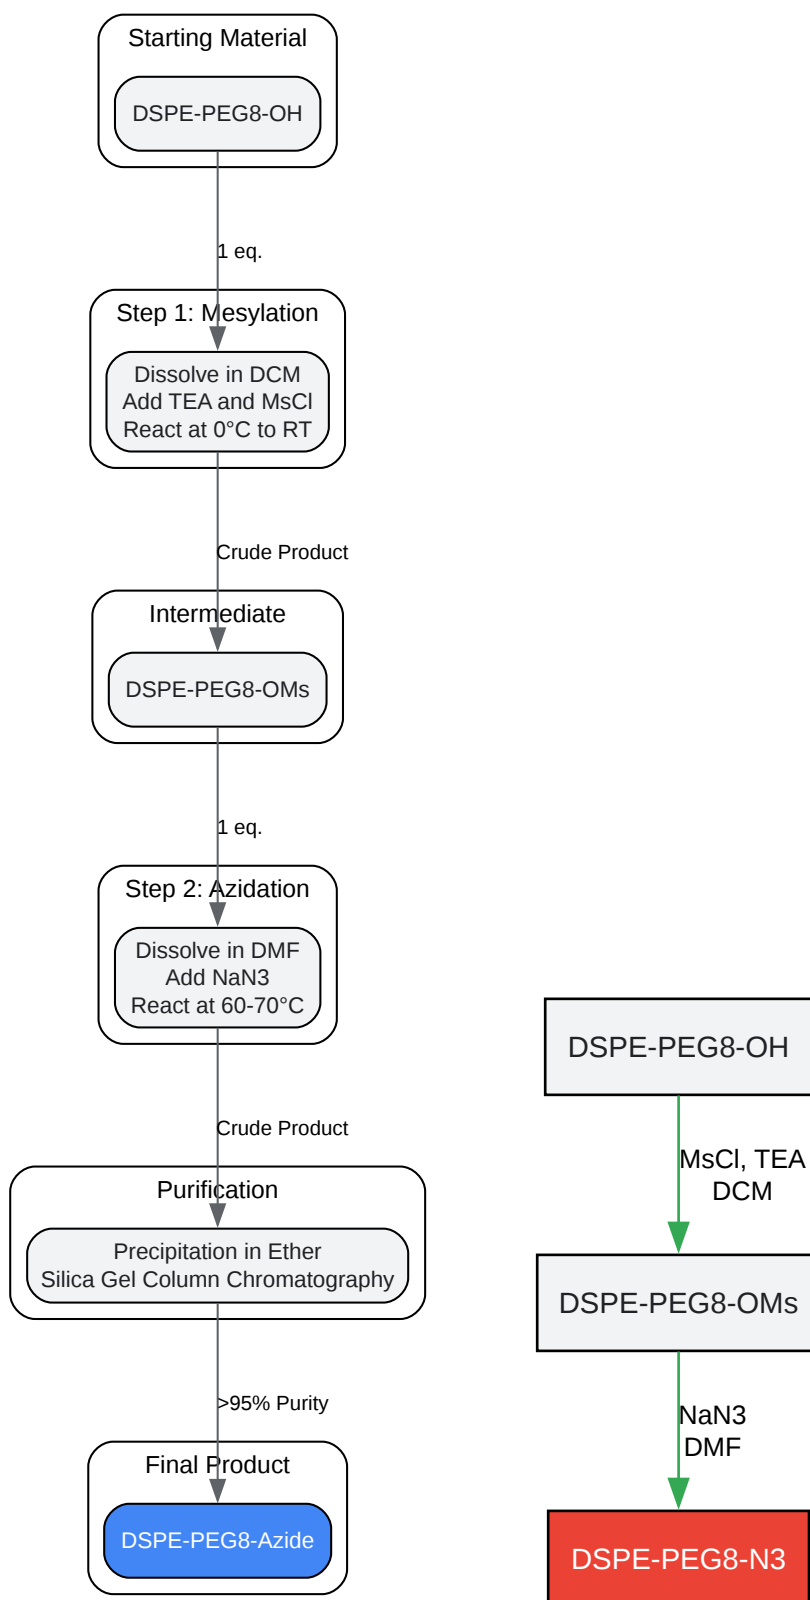 Starting Material
DSPE-PEG8-OH
1 eq.
Step 1: Mesylation
Dissolve in DCM
Add TEA and MsCl
React at 0°C to RT
Crude Product
Intermediate
DSPE-PEG8-OMs
1 eq.
Step 2: Azidation
Dissolve in DMF
Add NaN3
React at 60-70°C
Crude Product
Purification
Precipitation in Ether
Silica Gel Column Chromatography
>95% Purity
Final Product
DSPE-PEG8-Azide
DSPE-PEG8-OH
MsCl, TEA
DCM
DSPE-PEG8-OMs
NaN3
DMF
DSPE-PEG8-N3